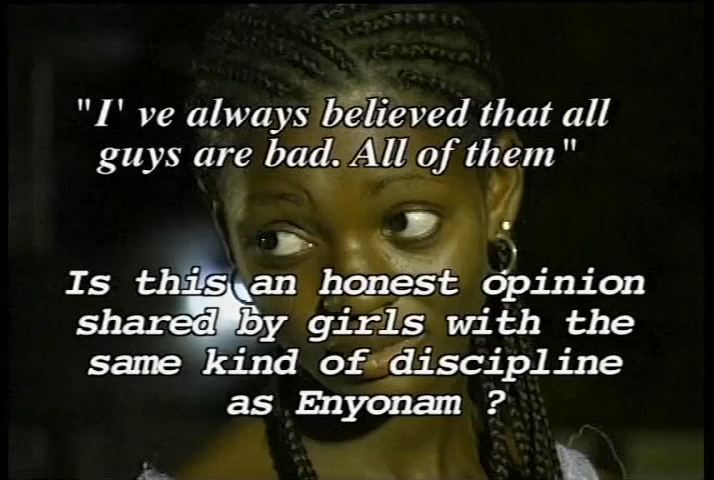 "I' ve always believed that all
guys are bad. All of them"
Is this an honest opinion
shared by girls with the
same kind of discipline
as Enyonam ?